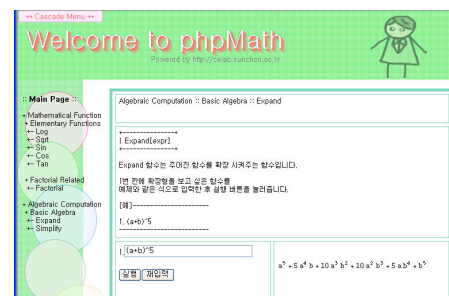 ++ Cascade Menu ++
Welcome to phpMath
Powered by http://celab.sunchon.ac.kr
:: Main Page ::
+ Mathematical Function
+ Elementary Functions
+- Log
+- Sqrt
+- Sin
+- Cos
+- Tan
+ Factorial Related
+- Factorial
+ Algebraic Computation
+ Basic Algebra
+- Expand
+- Simplify
Algebraic Computation :: Basic Algebra :: Expand
+---------------+
| Expand[expr]
+---------------+
Expand 함수는 주어진 함수를 확장 시켜주는 함수입니다.
1번 칸에 확장형을 보고 싶은 함수를
예제와 같은 식으로 입력한 후 실행 버튼을 눌러줍니다.
[예]-----------------------
1. (a+b)^5
---------------------------
1. (a+b)^5
실행 재입력
a⁵ + 5 a⁴ b + 10 a³ b² + 10 a² b³ + 5 a b⁴ + b⁵